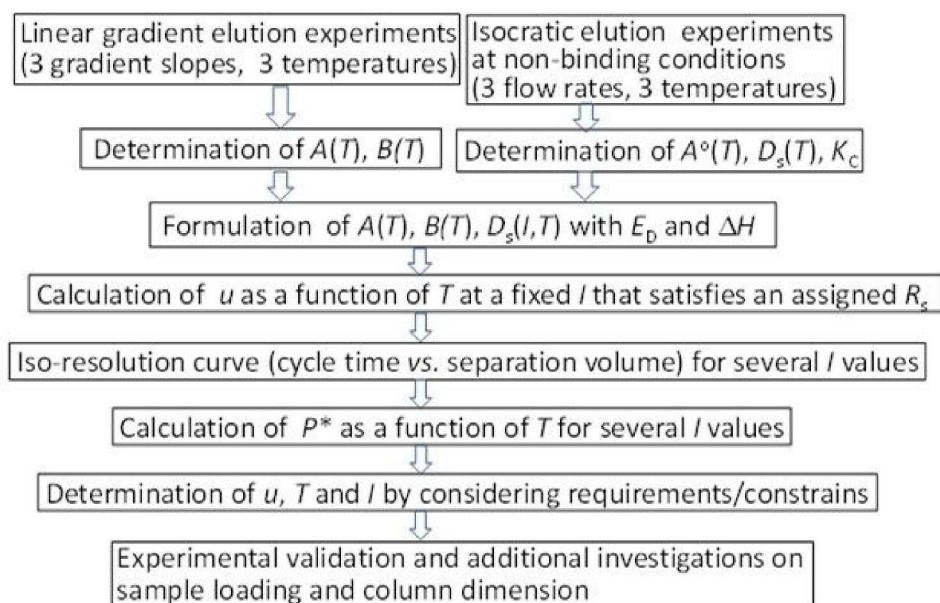 Linear gradient elution experiments
(3 gradient slopes, 3 temperatures)
Isocratic elution experiments
at non-binding conditions
(3 flow rates, 3 temperatures)
Determination of A(T), B(T)
Determination of A°(T), Ds(T), KC
Formulation of A(T), B(T), Ds(I,T) with ED and ΔH
Calculation of u as a function of T at a fixed I that satisfies an assigned Rs
Iso-resolution curve (cycle time vs. separation volume) for several I values
Calculation of P* as a function of T for several I values
Determination of u, T and I by considering requirements/constrains
Experimental validation and additional investigations on
sample loading and column dimension